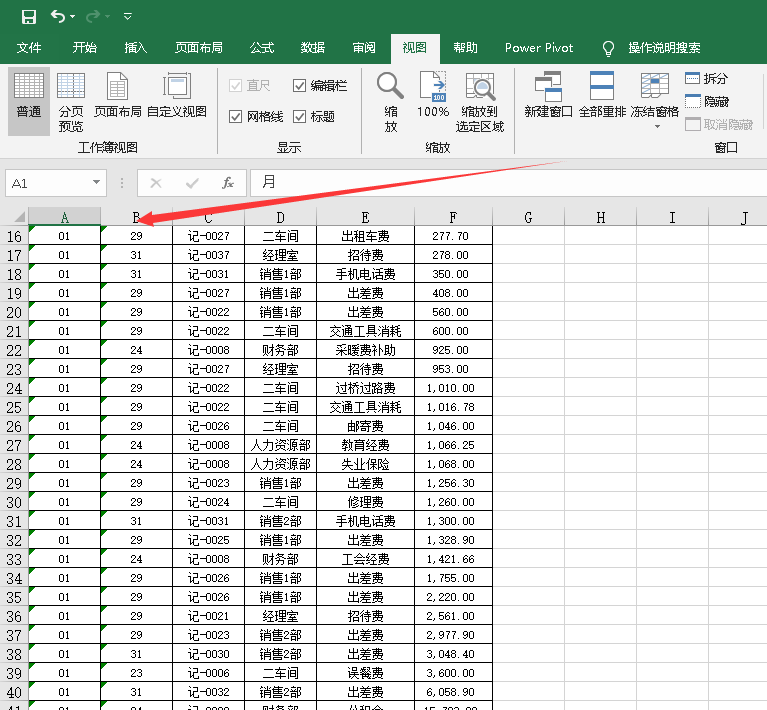 文件 开始 插入 页面布局 公式 数据 审阅 视图 帮助 Power Pivot 操作说明搜索
普通 分页预览 页面布局 自定义视图 直尺 编辑栏 网格线 标题 缩放 100% 缩放到选定区域 新建窗口 全部重排 冻结窗格 拆分 隐藏 取消隐藏
工作簿视图 显示 缩放 窗口
A1 fx 月
A B C D E F G H I J
16 01 29 记-0027 二车间 出租车费 277.70
17 01 31 记-0037 经理室 招待费 278.00
18 01 31 记-0031 销售1部 手机电话费 350.00
19 01 29 记-0027 销售1部 出差费 408.00
20 01 29 记-0022 销售1部 出差费 560.00
21 01 29 记-0022 二车间 交通工具消耗 600.00
22 01 24 记-0008 财务部 采暖费补助 925.00
23 01 29 记-0027 经理室 招待费 953.00
24 01 29 记-0022 二车间 过桥过路费 1,010.00
25 01 29 记-0022 二车间 交通工具消耗 1,016.78
26 01 29 记-0026 二车间 邮寄费 1,046.00
27 01 24 记-0008 人力资源部 教育经费 1,066.25
28 01 24 记-0008 人力资源部 失业保险 1,068.00
29 01 29 记-0023 销售1部 出差费 1,256.30
30 01 29 记-0024 二车间 修理费 1,260.00
31 01 31 记-0031 销售2部 手机电话费 1,300.00
32 01 29 记-0025 销售1部 出差费 1,328.90
33 01 24 记-0008 财务部 工会经费 1,421.66
34 01 29 记-0026 销售1部 出差费 1,755.00
35 01 29 记-0026 销售1部 出差费 2,220.00
36 01 29 记-0021 经理室 招待费 2,561.00
37 01 29 记-0023 销售2部 出差费 2,977.90
38 01 31 记-0030 销售2部 出差费 3,048.40
39 01 23 记-0006 二车间 误餐费 3,600.00
40 01 31 记-0032 销售2部 出差费 6,058.90